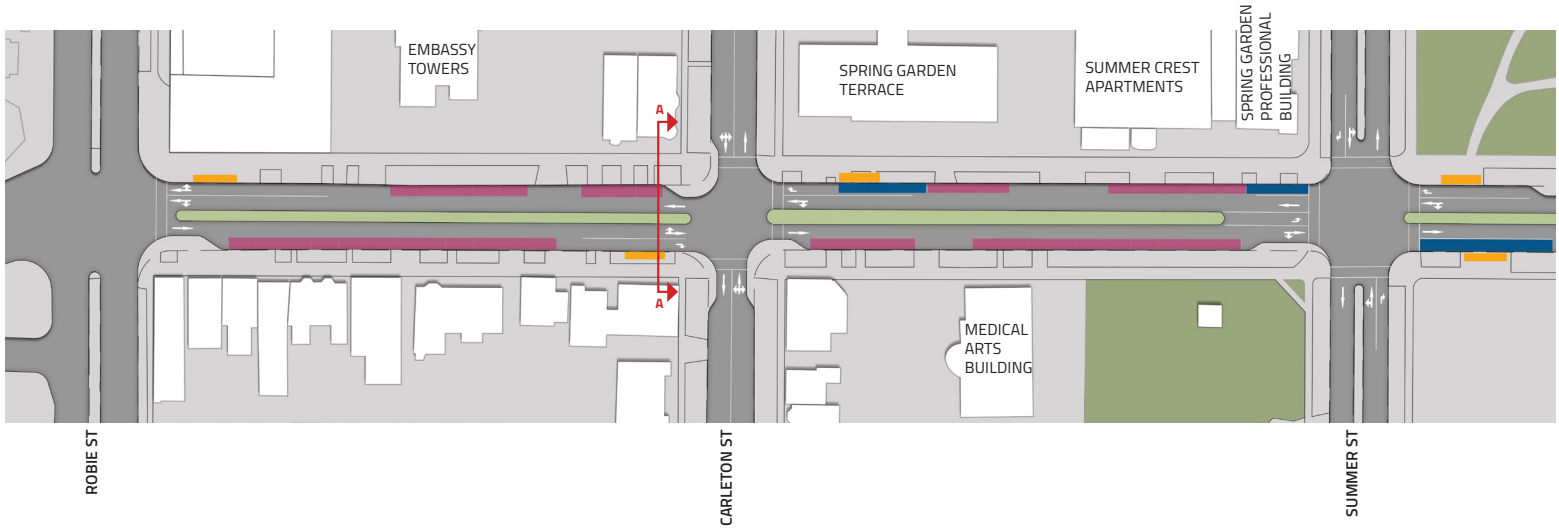 EMBASSY
TOWERS
A
A
SPRING GARDEN
TERRACE
SUMMER CREST
APARTMENTS
SPRING GARDEN
PROFESSIONAL
BUILDING
MEDICAL
ARTS
BUILDING
ROBIE ST
CARLETON ST
SUMMER ST